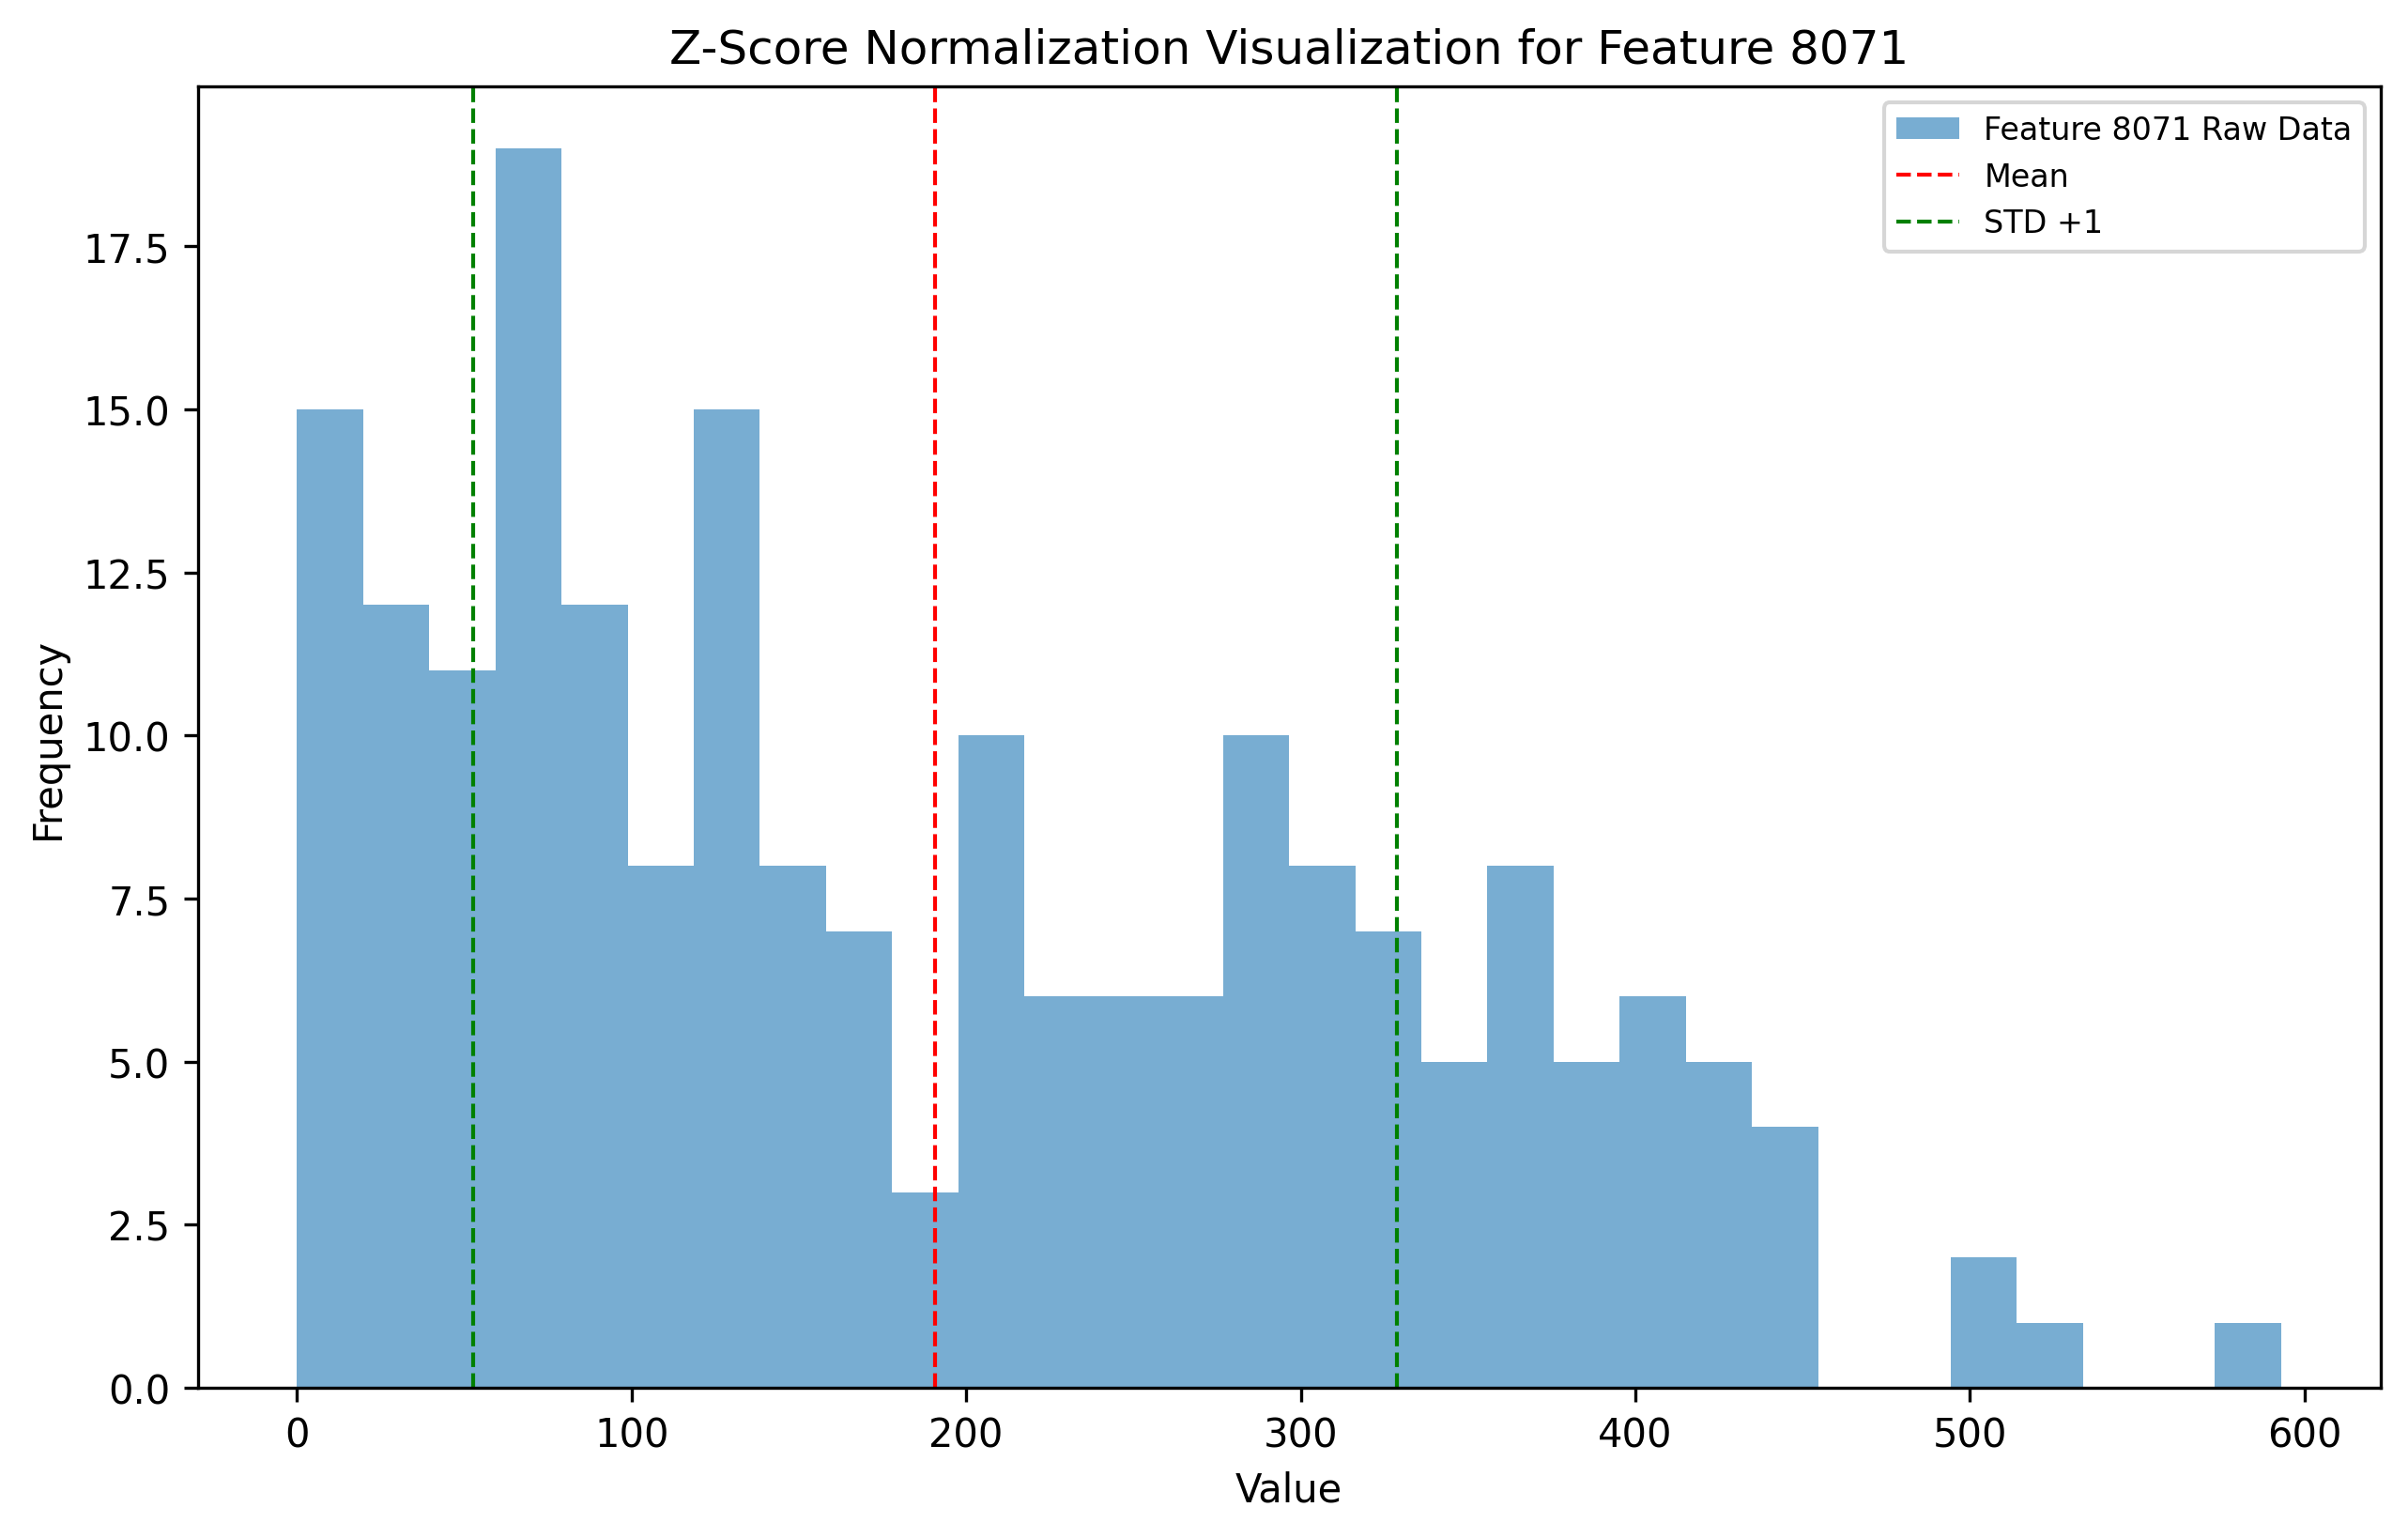 Z-Score Normalization Visualization for Feature 8071
Feature 8071 Raw Data
Mean
STD +1
Frequency
17.5
15.0
12.5
10.0
7.5
5.0
2.5
0.0
0 100 200 300 400 500 600
Value